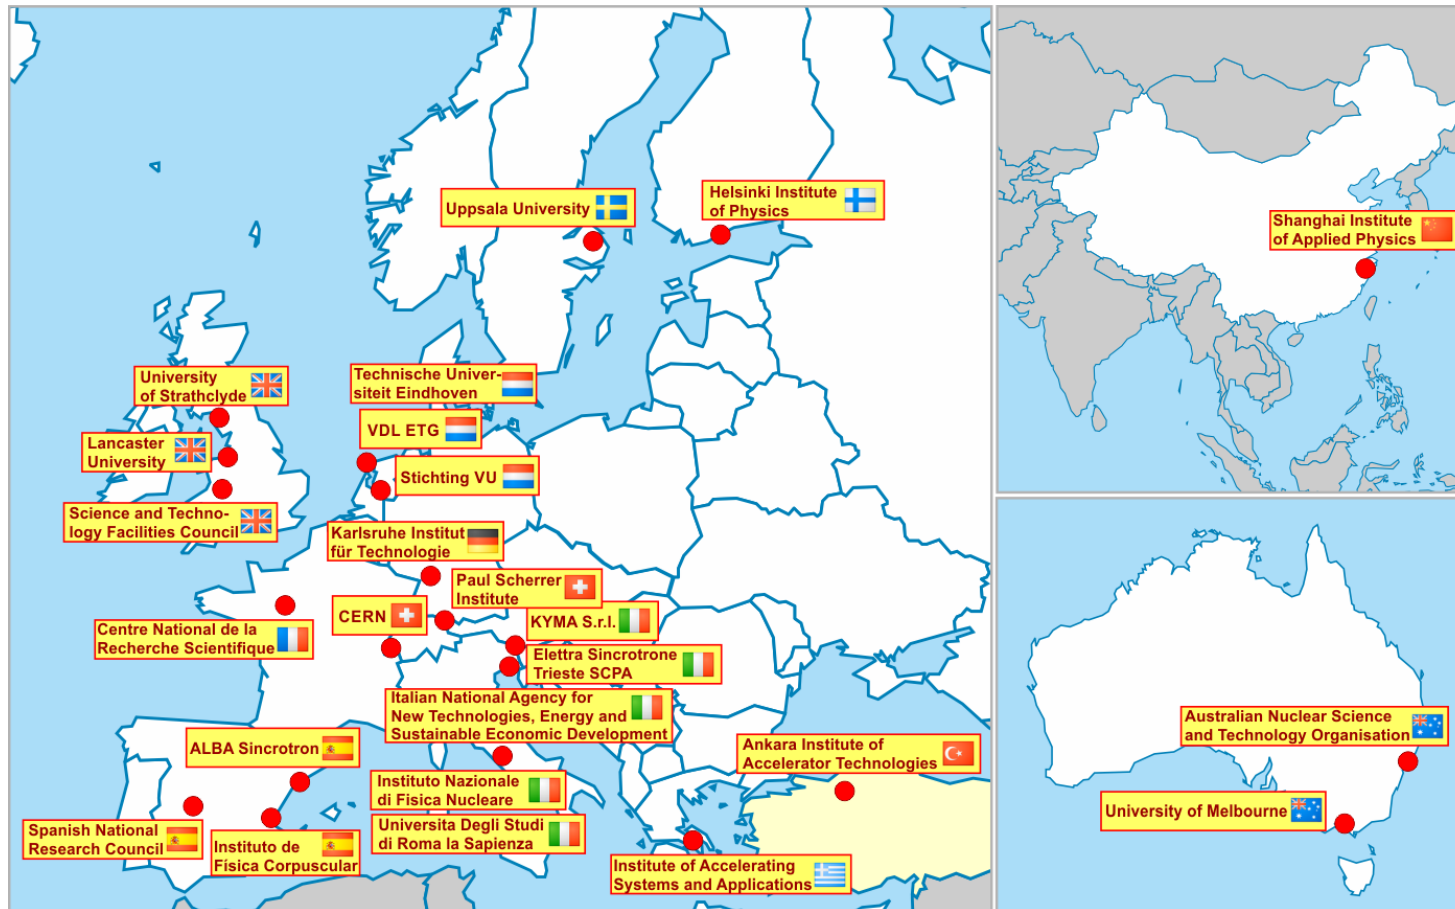 Uppsala University
Helsinki Institute
of Physics
Shanghai Institute
of Applied Physics
University
of Strathclyde
Technische Univer-
siteit Eindhoven
VDL ETG
Lancaster
University
Stichting VU
Science and Techno-
logy Facilities Council
Karlsruhe Institut
für Technologie
Paul Scherrer
Institute
CERN
KYMA S.r.l.
Centre National de la
Recherche Scientifique
Elettra Sincrotrone
Trieste SCPA
Italian National Agency for
New Technologies, Energy and
Sustainable Economic Development
ALBA Sincrotron
Ankara Institute of
Accelerator Technologies
Australian Nuclear Science
and Technology Organisation
Instituto Nazionale
di Fisica Nucleare
University of Melbourne
Spanish National
Research Council
Instituto de
Fisica Corpuscular
Universita Degli Studi
di Roma la Sapienza
Institute of Accelerating
Systems and Applications